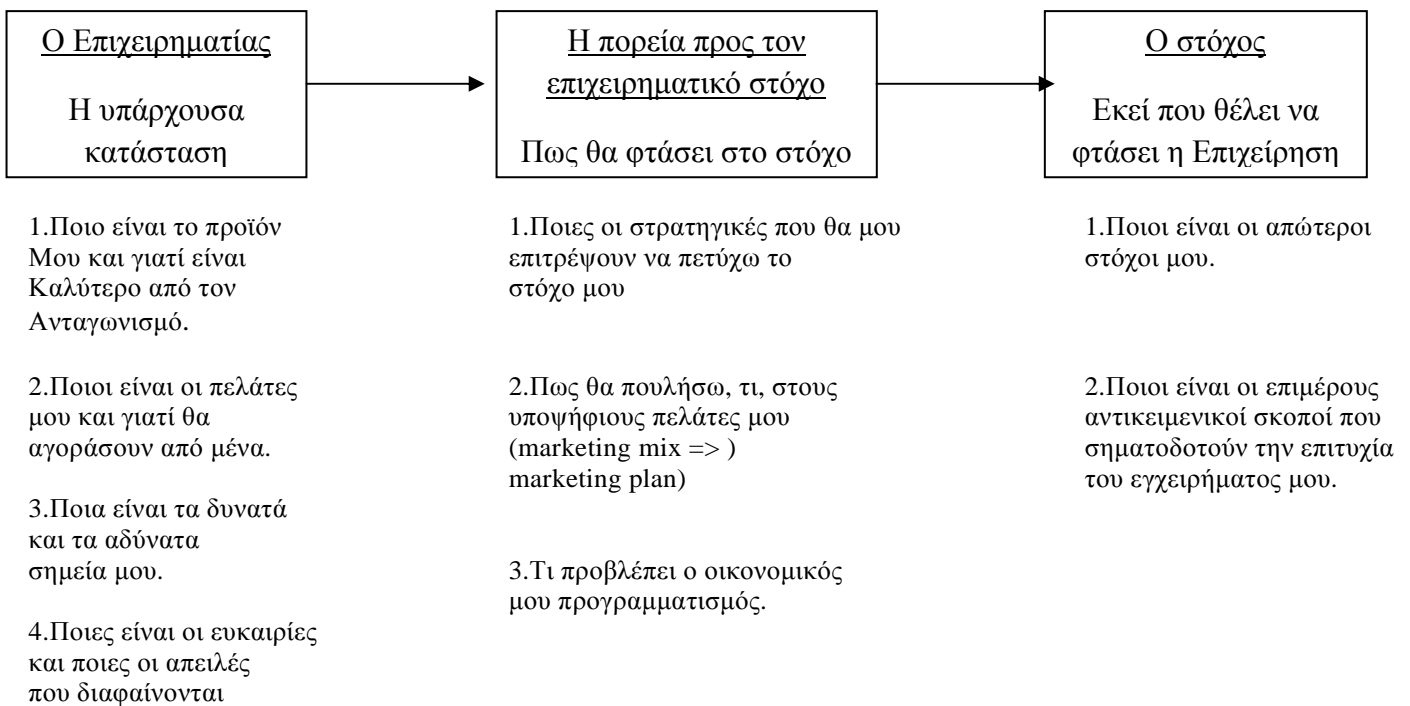 Ο Επιχειρηματίας
Η υπάρχουσα
κατάσταση
Η πορεία προς τον
επιχειρηματικό στόχο
Πως θα φτάσει στο στόχο
Ο στόχος
Εκεί που θέλει να
φτάσει η Επιχείρηση
1.Ποιο είναι το προϊόν
Μου και γιατί είναι
Καλύτερο από τον
Ανταγωνισμό.
2.Ποιοι είναι οι πελάτες
μου και γιατί θα
αγοράσουν από μένα.
3.Ποια είναι τα δυνατά
και τα αδύνατα
σημεία μου.
4.Ποιες είναι οι ευκαιρίες
και ποιες οι απειλές
που διαφαίνονται
1.Ποιες οι στρατηγικές που θα μου
επιτρέψουν να πετύχω το
στόχο μου
2.Πως θα πουλήσω, τι, στους
υποψήφιους πελάτες μου
(marketing mix => )
marketing plan)
3.Τι προβλέπει ο οικονομικός
μου προγραμματισμός.
1.Ποιοι είναι οι απώτεροι
στόχοι μου.
2.Ποιοι είναι οι επιμέρους
αντικειμενικοί σκοποί που
σηματοδοτούν την επιτυχία
του εγχειρήματος μου.